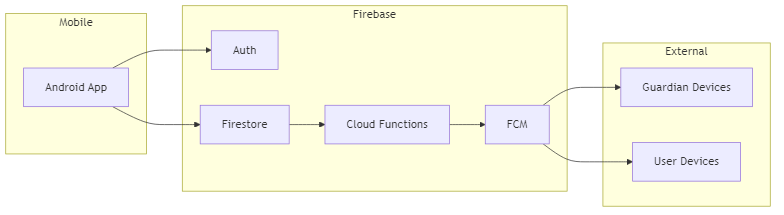 Mobile
Android App
Firebase
Auth
Firestore
Cloud Functions
FCM
External
Guardian Devices
User Devices